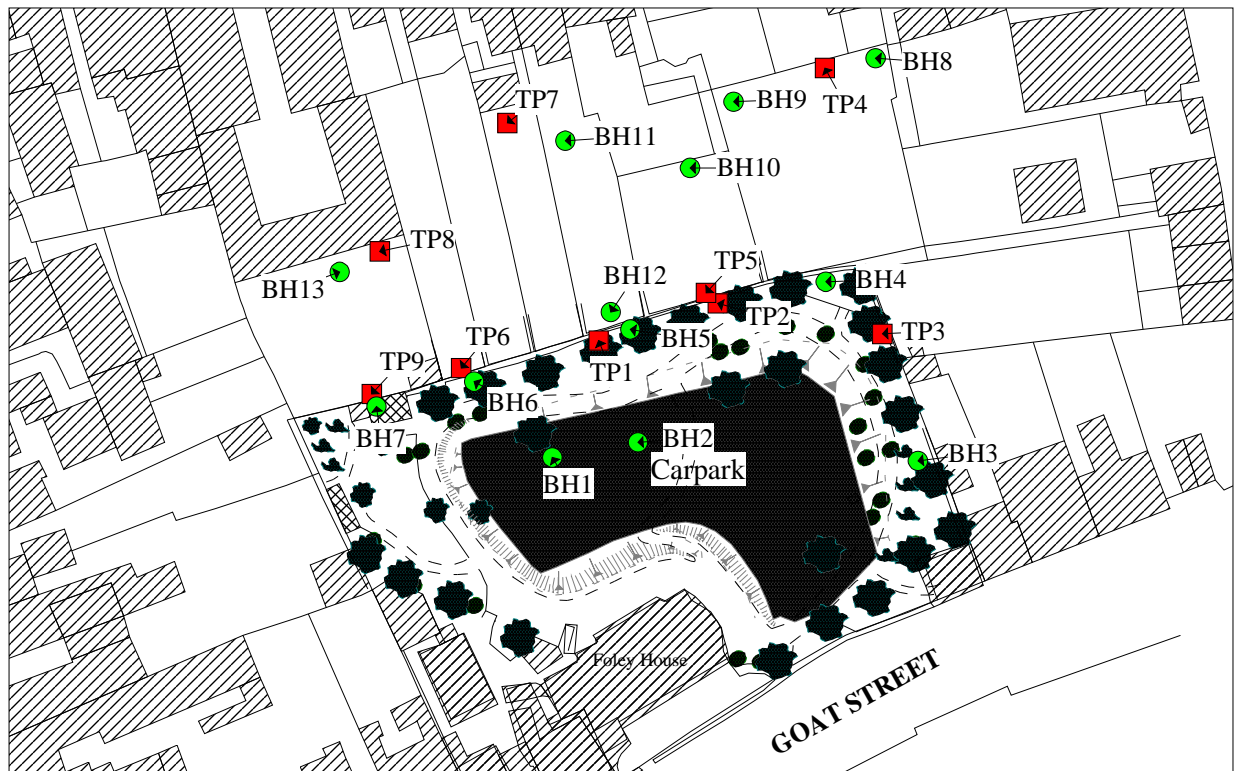 BH8
TP4
BH9
TP7
BH11
BH10
TP8
BH13
BH12
TP5
BH4
TP2
TP3
BH5
TP1
TP6
TP9
BH6
BH7
BH2
Carpark
BH1
BH3
Foley House
GOAT STREET